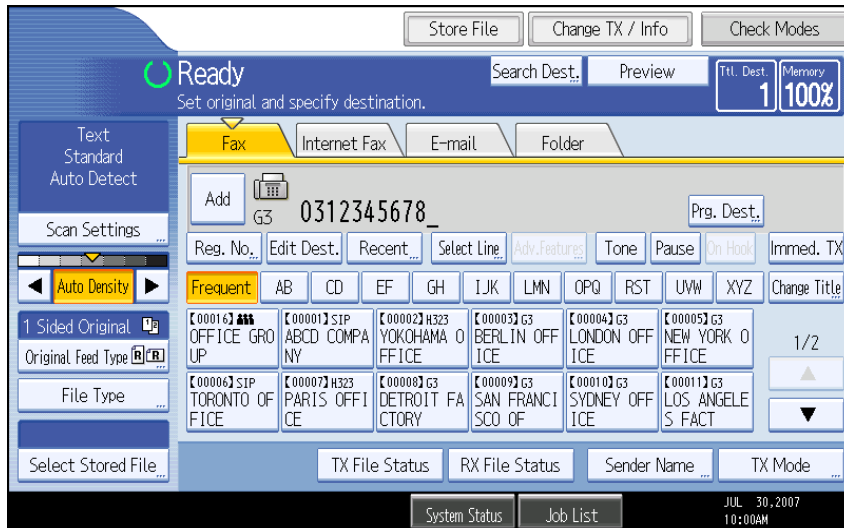 Store File Change TX / Info Check Modes
Ready Search Dest. Preview Ttl. Dest. Memory
Set original and specify destination. 1 100%
Text
Standard
Auto Detect
Scan Settings
Auto Density
1 Sided Original
Original Feed Type R R
File Type
Select Stored File
Fax Internet Fax E-mail Folder
Add G3 0312345678_ Prg. Dest.
Reg. No. Edit Dest. Recent Select Line Adv.Features Tone Pause On Hook Immed. TX
Frequent AB CD EF GH IJK LMN OPQ RST UVW XYZ Change Title
【00016】 【00001】SIP 【00002】H323 【00003】G3 【00004】G3 【00005】G3
OFFICE GRO ABCD COMPA YOKOHAMA O BERLIN OFF LONDON OFF NEW YORK O
UP NY FFICE ICE ICE FFICE
1/2
【00006】SIP 【00007】H323 【00008】G3 【00009】G3 【00010】G3 【00011】G3
TORONTO OF PARIS OFFI DETROIT FA SAN FRANCI SYDNEY OFF LOS ANGELE
FICE CE CTORY SCO OF ICE S FACT
TX File Status RX File Status Sender Name TX Mode
System Status Job List JUL 30,2007
10:00AM